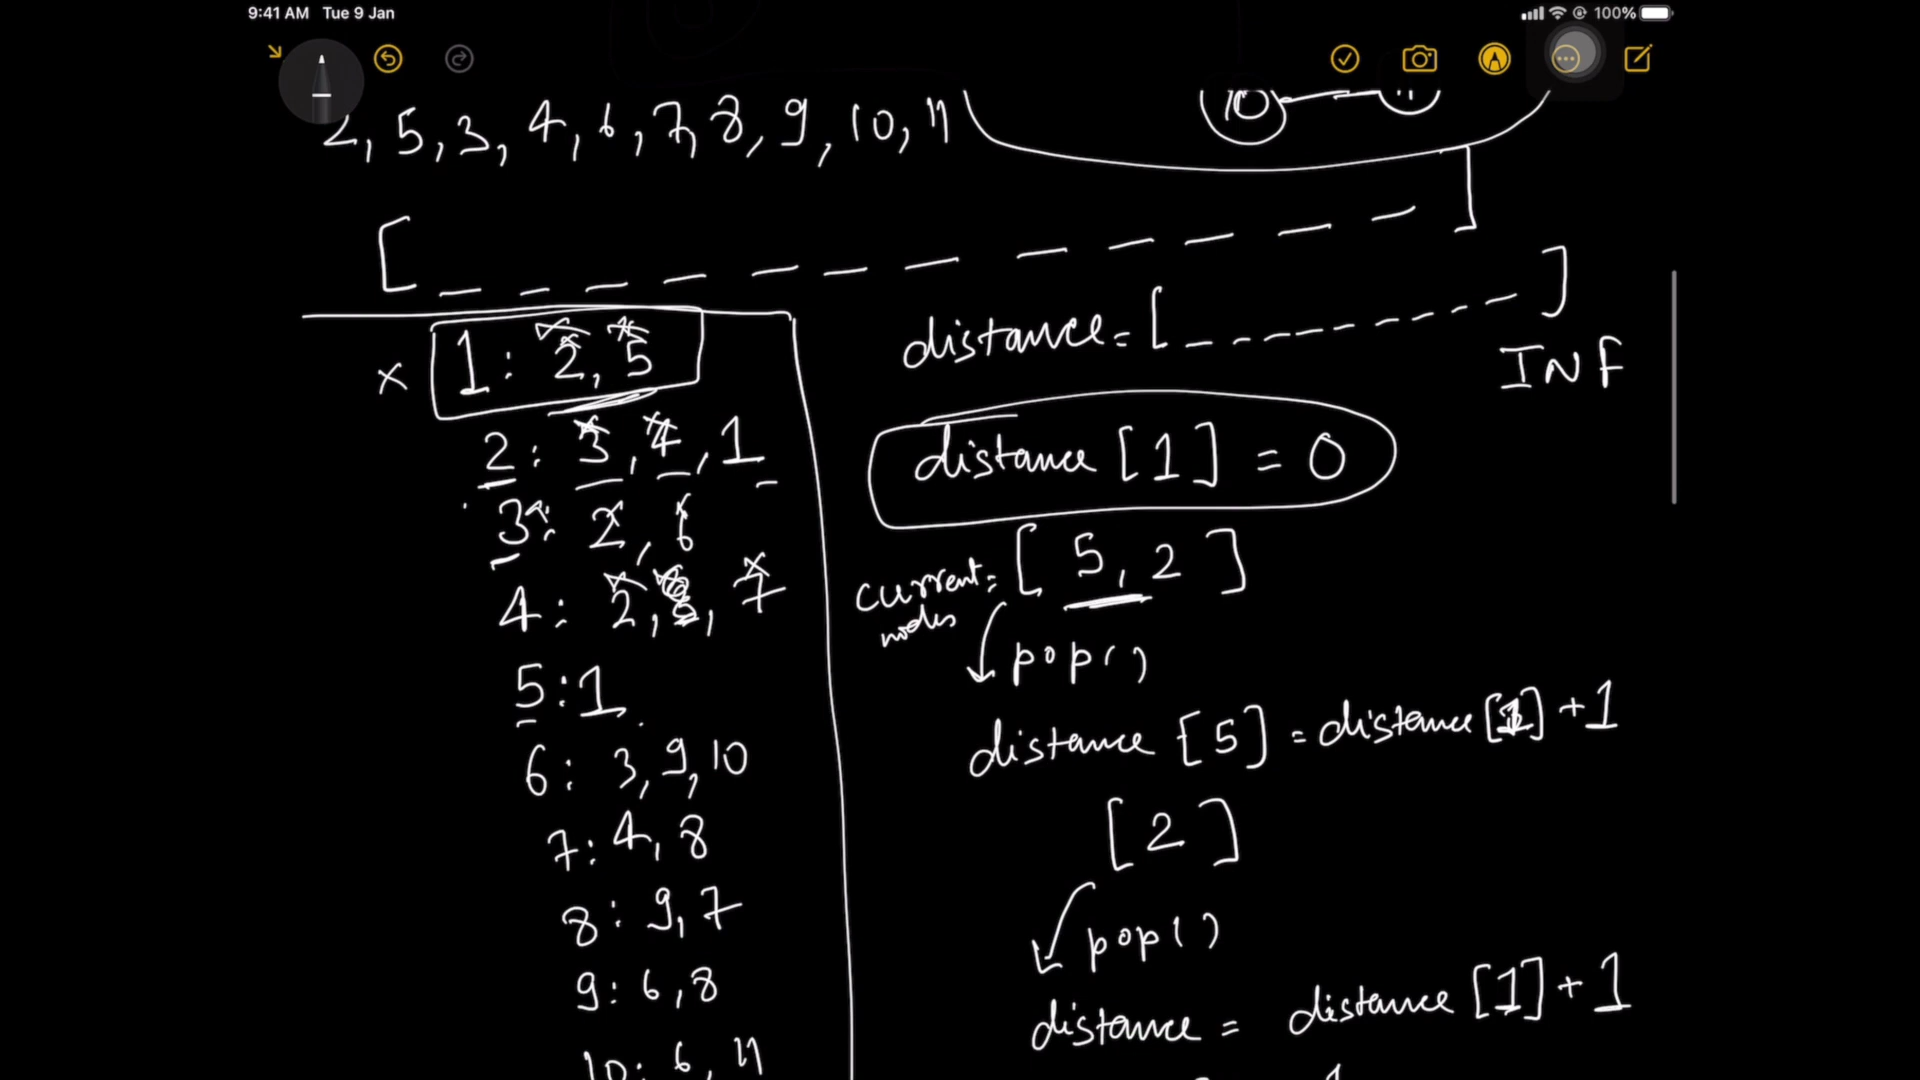 9:41 AM Tue 9 Jan 100%
10 11
2, 5, 3, 4, 6, 7, 8, 9, 10, 11
[ _ _ _ _ _ _ _ _ _ _ _ ]
distance = [ _ _ _ _ _ _ _ _ ]
INF
x 1: 2, 5
2: 3, 4, 1
3: 2, 6
4: 2, 7
5: 1
6: 3, 9, 10
7: 4, 8
8: 9, 7
9: 6, 8
10: 6, 11
distance [1] = 0
current nodes = [5, 2]
pop()
distance [5] = distance [1] + 1
[2]
pop()
distance = distance [1] + 1